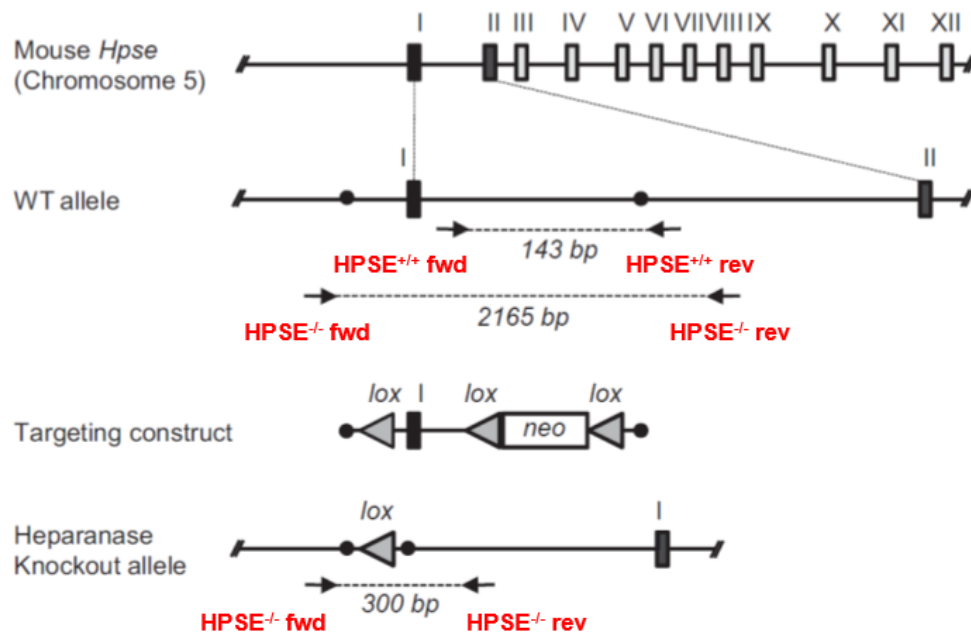 I II III IV V VI VII VIII IX X XI XII
Mouse Hpse
(Chromosome 5)
I II
WT allele
143 bp
HPSE+/+ fwd HPSE+/+ rev
2165 bp
HPSE-/- fwd HPSE-/- rev
lox I lox lox
Targeting construct
neo
lox I
Heparanase
Knockout allele
300 bp
HPSE-/- fwd HPSE-/- rev